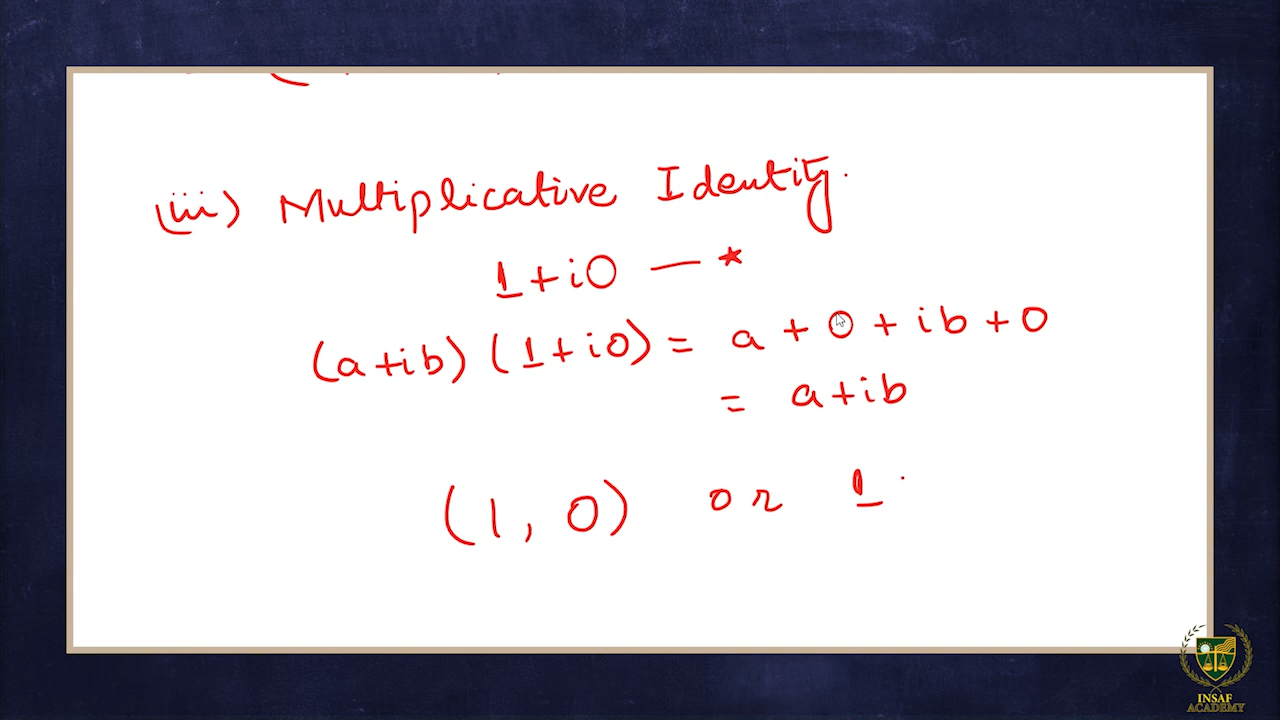 (iii) Multiplicative Identity.
1+i0 — *
(a+ib) (1+i0) = a + 0 + ib + 0
= a+ib
(1, 0) or 1.
INSAF
ACADEMY